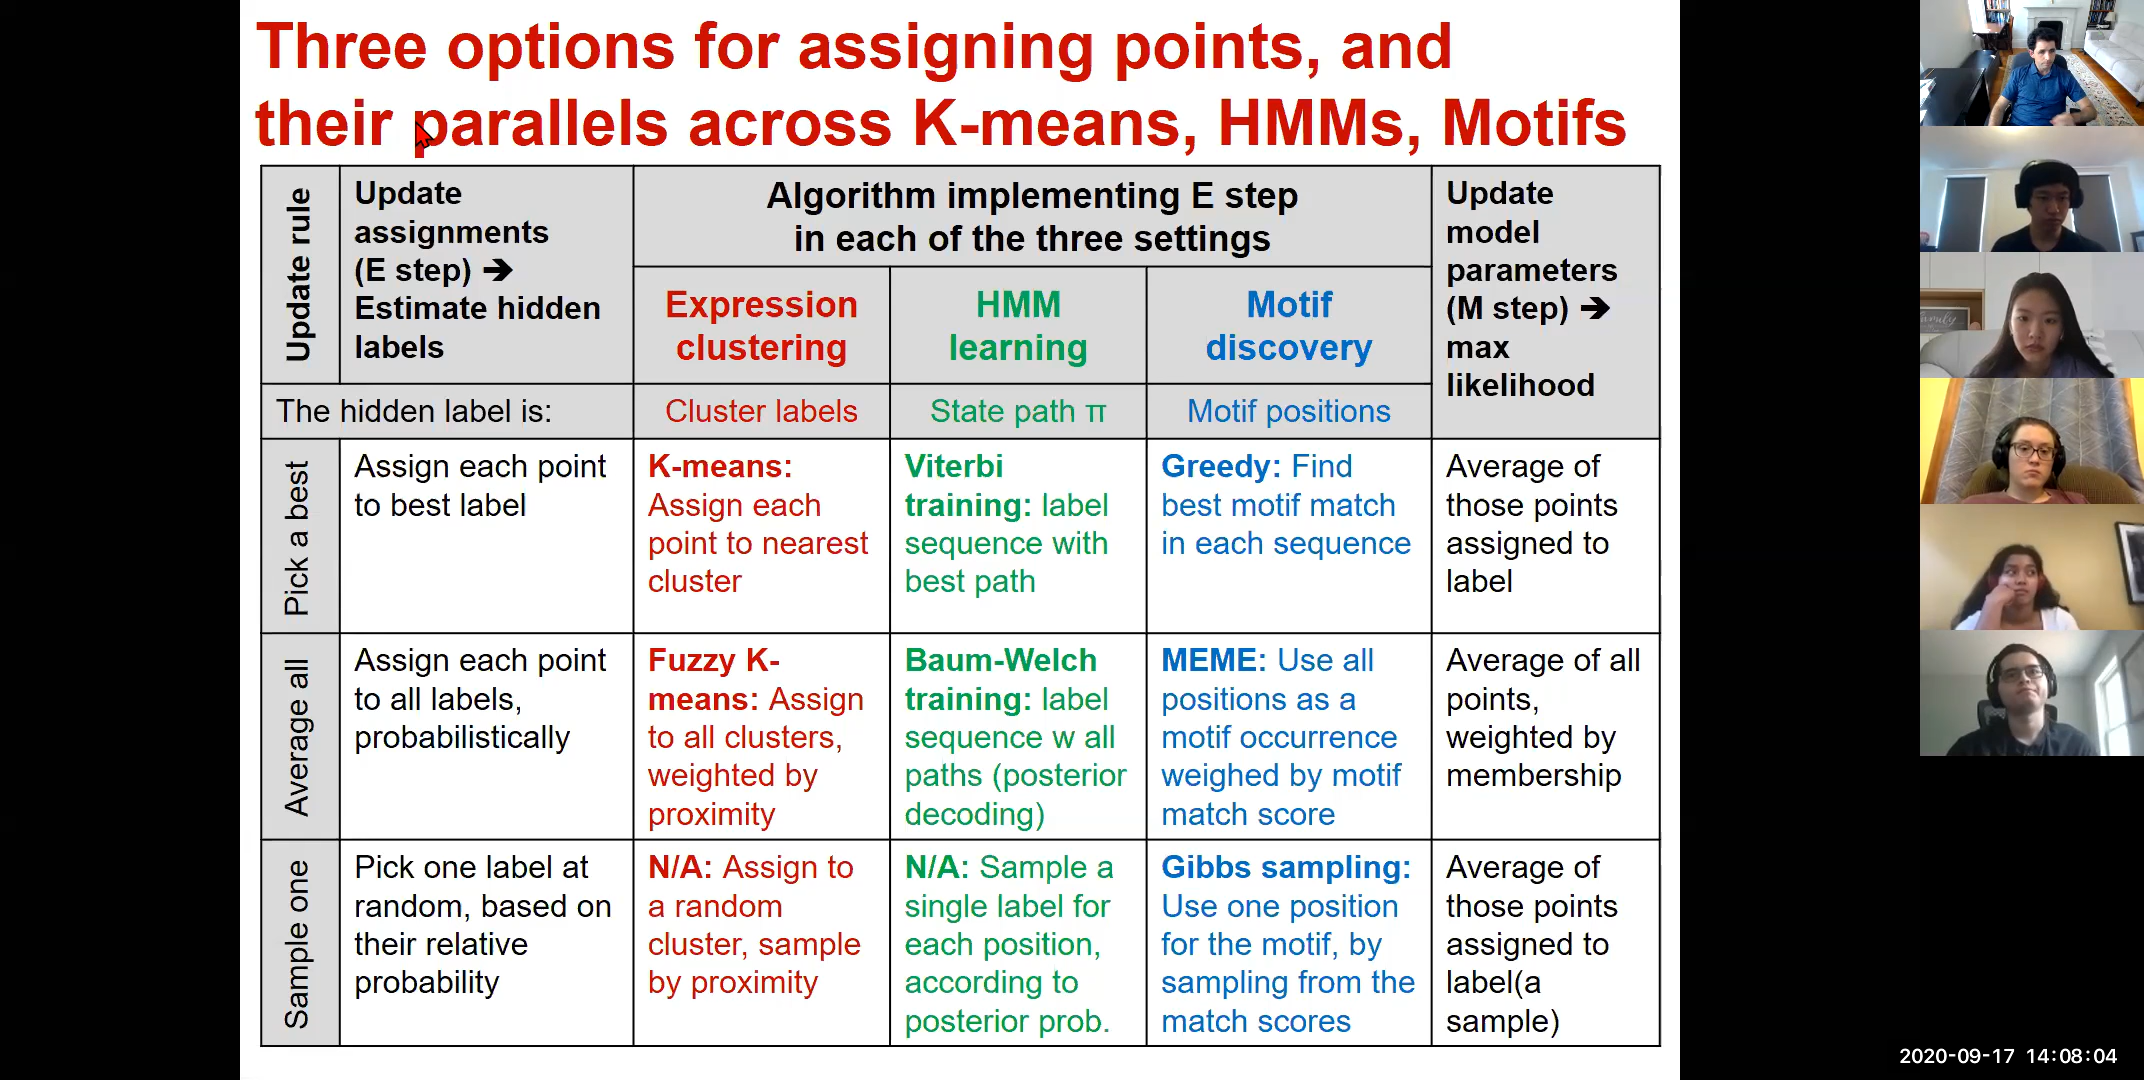 Three options for assigning points, and
their parallels across K-means, HMMs, Motifs
Update rule
Update
assignments
(E step) ➔
Estimate hidden
labels
Algorithm implementing E step
in each of the three settings
Update
model
parameters
(M step) ➔
max
likelihood
Expression
clustering
HMM
learning
Motif
discovery
The hidden label is:
Cluster labels
State path π
Motif positions
Pick a best
Assign each point
to best label
K-means:
Assign each
point to nearest
cluster
Viterbi
training: label
sequence with
best path
Greedy: Find
best motif match
in each sequence
Average of
those points
assigned to
label
Average all
Assign each point
to all labels,
probabilistically
Fuzzy K-
means: Assign
to all clusters,
weighted by
proximity
Baum-Welch
training: label
sequence w all
paths (posterior
decoding)
MEME: Use all
positions as a
motif occurrence
weighed by motif
match score
Average of all
points,
weighted by
membership
Sample one
Pick one label at
random, based on
their relative
probability
N/A: Assign to
a random
cluster, sample
by proximity
N/A: Sample a
single label for
each position,
according to
posterior prob.
Gibbs sampling:
Use one position
for the motif, by
sampling from the
match scores
Average of
those points
assigned to
label(a
sample)
family
2020-09-17 14:08:04